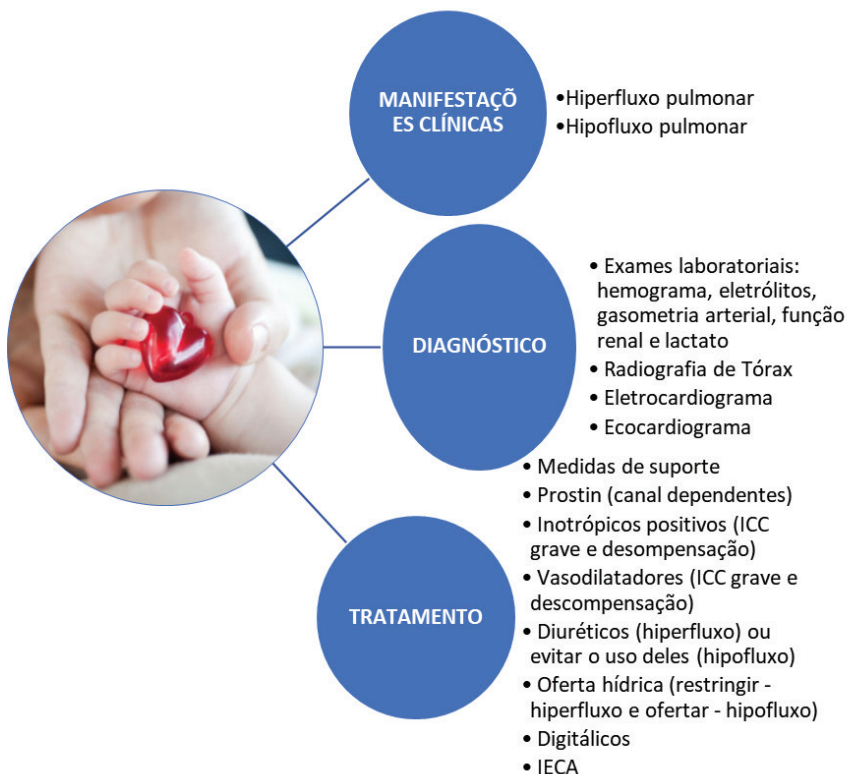 MANIFESTAÇÕ
ES CLÍNICAS
•Hiperfluxo pulmonar
•Hipofluxo pulmonar
DIAGNÓSTICO
• Exames laboratoriais:
hemograma, eletrólitos,
gasometria arterial, função
renal e lactato
• Radiografia de Tórax
• Eletrocardiograma
• Ecocardiograma
TRATAMENTO
• Medidas de suporte
• Prostin (canal dependentes)
• Inotrópicos positivos (ICC
grave e desompensação)
• Vasodilatadores (ICC grave e
descompensação)
• Diuréticos (hiperfluxo) ou
evitar o uso deles (hipofluxo)
• Oferta hídrica (restringir -
hiperfluxo e ofertar - hipofluxo)
• Digitálicos
• IECA